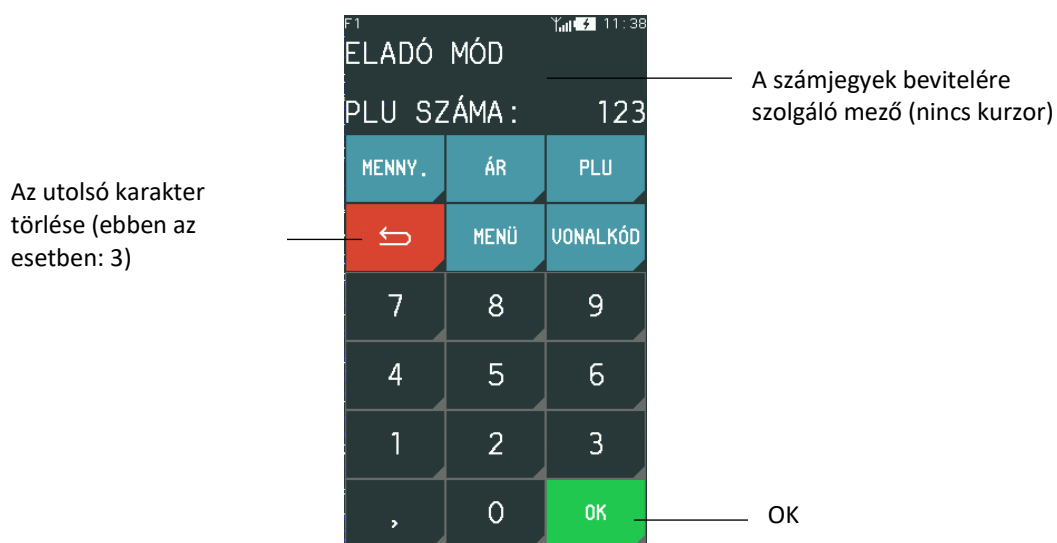 F1 11:38
ELADÓ MÓD
PLU SZÁMA: 123
A számjegyek bevitelére
szolgáló mező (nincs kurzor)
MENNY. ÁR PLU
Az utolsó karakter
törlése (ebben az
esetben: 3)
MENÜ VONALKÓD
7 8 9
4 5 6
1 2 3
, 0 OK
OK